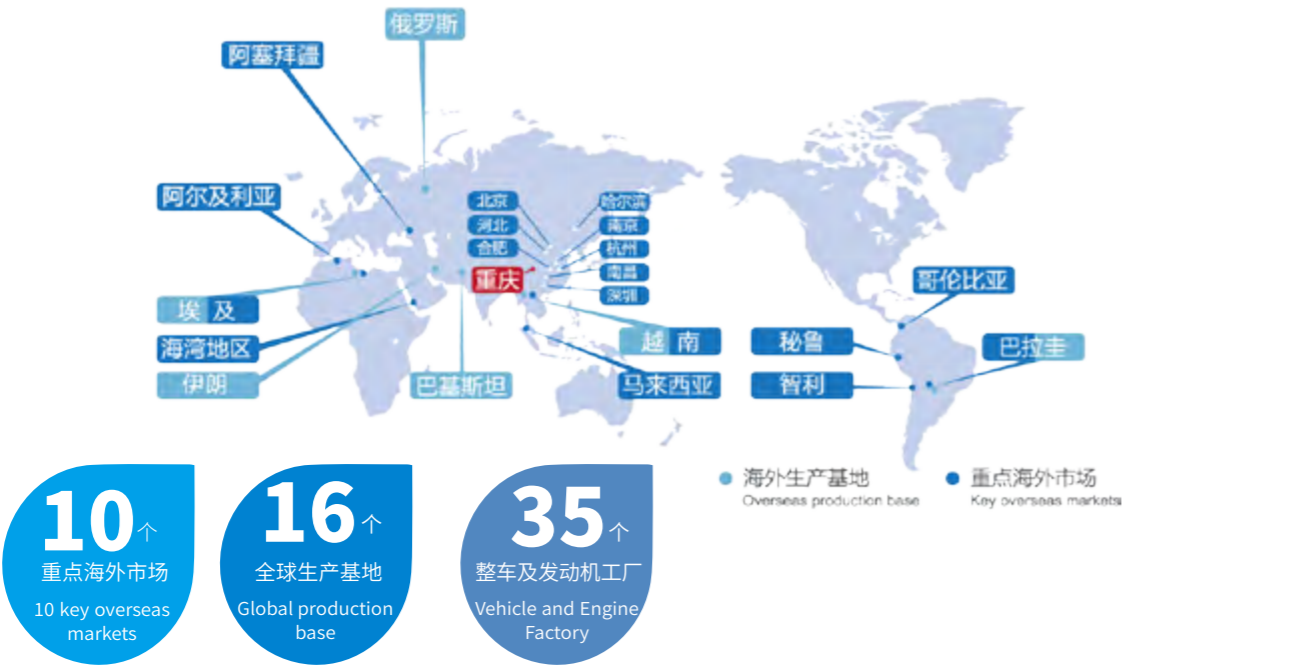 俄罗斯
阿塞拜疆
阿尔及利亚
北京
哈尔滨
河北
南京
合肥
杭州
重庆
南昌
深圳
埃及
海湾地区
伊朗
巴基斯坦
越南
马来西亚
哥伦比亚
秘鲁
巴拉圭
智利
海外生产基地
Overseas production base
重点海外市场
Key overseas markets
10个
重点海外市场
10 key overseas
markets
16个
全球生产基地
Global production
base
35个
整车及发动机工厂
Vehicle and Engine
Factory